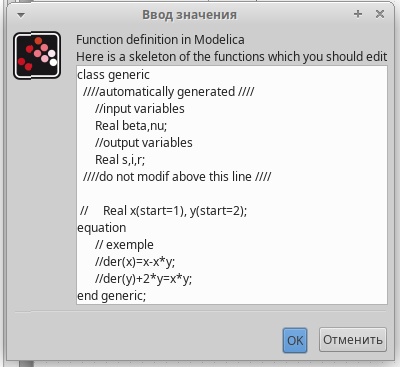 Ввод значения
Function definition in Modelica
Here is a skeleton of the functions which you should edit
class generic
////automatically generated ////
//input variables
Real beta,nu;
//output variables
Real s,i,r;
////do not modif above this line ////
// Real x(start=1), y(start=2);
equation
// exemple
//der(x)=x-x*y;
//der(y)+2*y=x*y;
end generic;
OK
Отменить